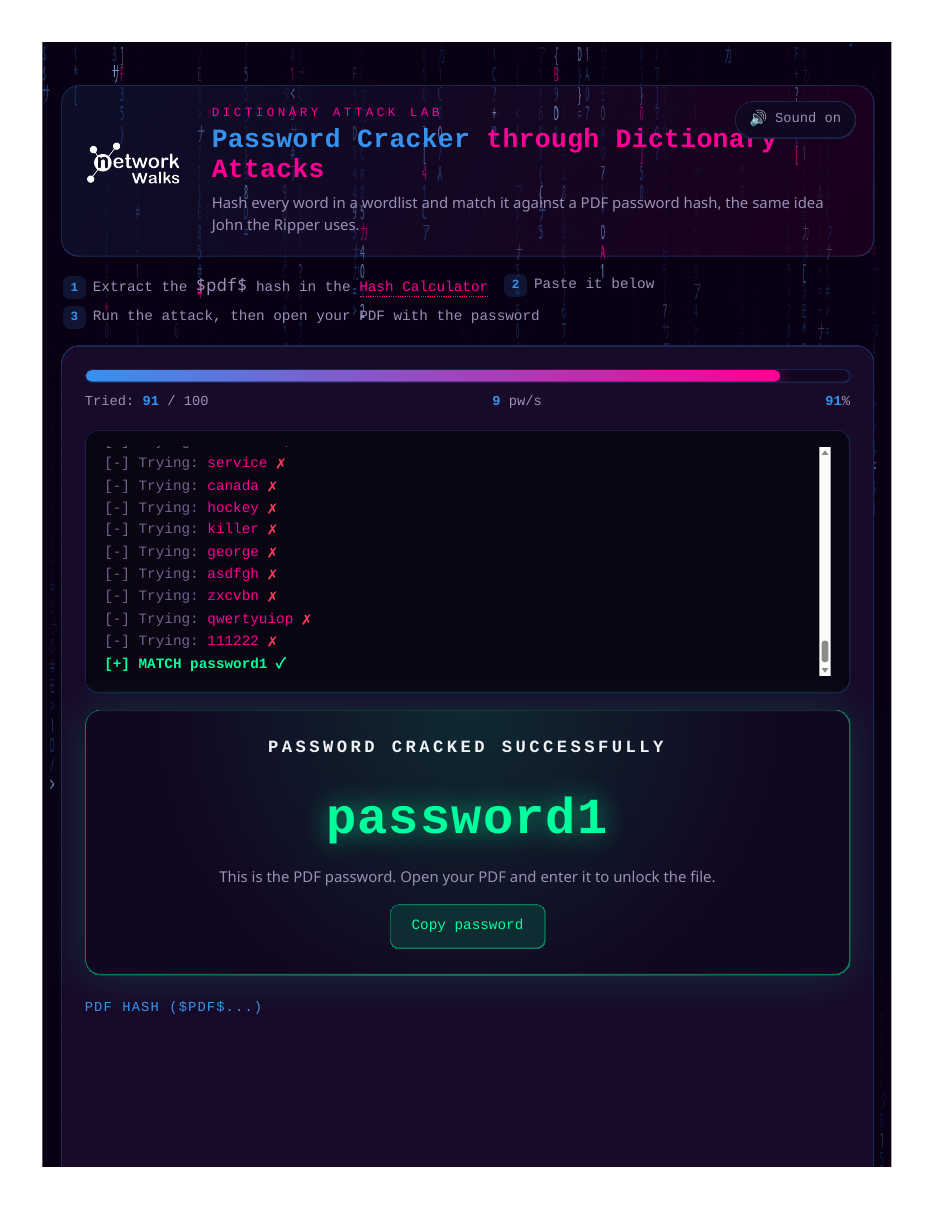 DICTIONARY ATTACK LAB
🔊 Sound on
Password Cracker through Dictionary
Attacks
network
Walks
Hash every word in a wordlist and match it against a PDF password hash, the same idea
John the Ripper uses.
1 Extract the $pdf$ hash in the Hash Calculator
2 Paste it below
3 Run the attack, then open your PDF with the password
Tried: 91 / 100
9 pw/s
91%
[-] Trying: service ✗
[-] Trying: canada ✗
[-] Trying: hockey ✗
[-] Trying: killer ✗
[-] Trying: george ✗
[-] Trying: asdfgh ✗
[-] Trying: zxcvbn ✗
[-] Trying: qwertyuiop ✗
[-] Trying: 111222 ✗
[+] MATCH password1 ✓
PASSWORD CRACKED SUCCESSFULLY
password1
This is the PDF password. Open your PDF and enter it to unlock the file.
Copy password
PDF HASH ($PDF$...)